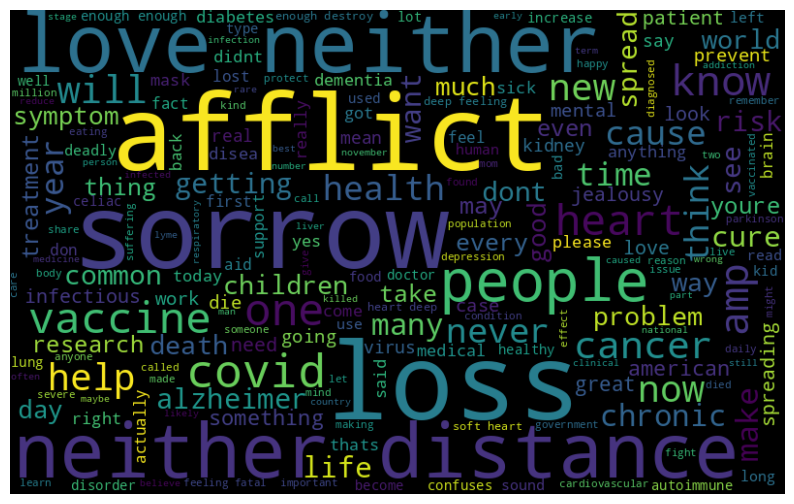 love neither
enough enough
diabetes
enough destroy
increase
early
patient
left
stage
infection
type
lot
didnt
term
happy
spread
say
world
will
well
million
reduce
mask
lost
dementia
much
sick
new
protect
kind
rare
used
deep feeling
want
know
prevent
addiction
diagnosed
symptom
fact
really
got
afflict
real
mean
feel
human
mental
look
risk
remember
eating
person
back
disea
best
number
november
mom
even
cause
kidney
anything
two
vaccinated
treatment
year
thing
infected
getting
found
bad
time
think
see
brain
celiac
first
health
dont
jealousy
youre
parkinson
share
suffering
lyme
respiratory
call
liver
support
sorrow
may
population
good
heart
live
don
yes
depression
every
please
love
caused
reason
cure
medicine
body
care
common
today
aid
give
food
doctor
people
issue
wrong
read
kid
infectious
work
children
killed
heart deep
condition
way
part
amp
might
die
man
someone
take
case
vaccine
one
come
use
many
never
problem
effect
national
research
death
need
going
virus
medical
healthy
cancer
daily
spreading
lung
anyone
called
covid
said
loss
american
clinical
died
still
often
severe
maybe
made
help
let
mind
great
now
make
actually
alzheimer
likely
country
day
right
something
making
chronic
thats
soft heart
government
fight
neither distance
life
learn
disorder
believe
feeling
fatal
important
become
confuses
sound
cardiovascular
autoimmune
long